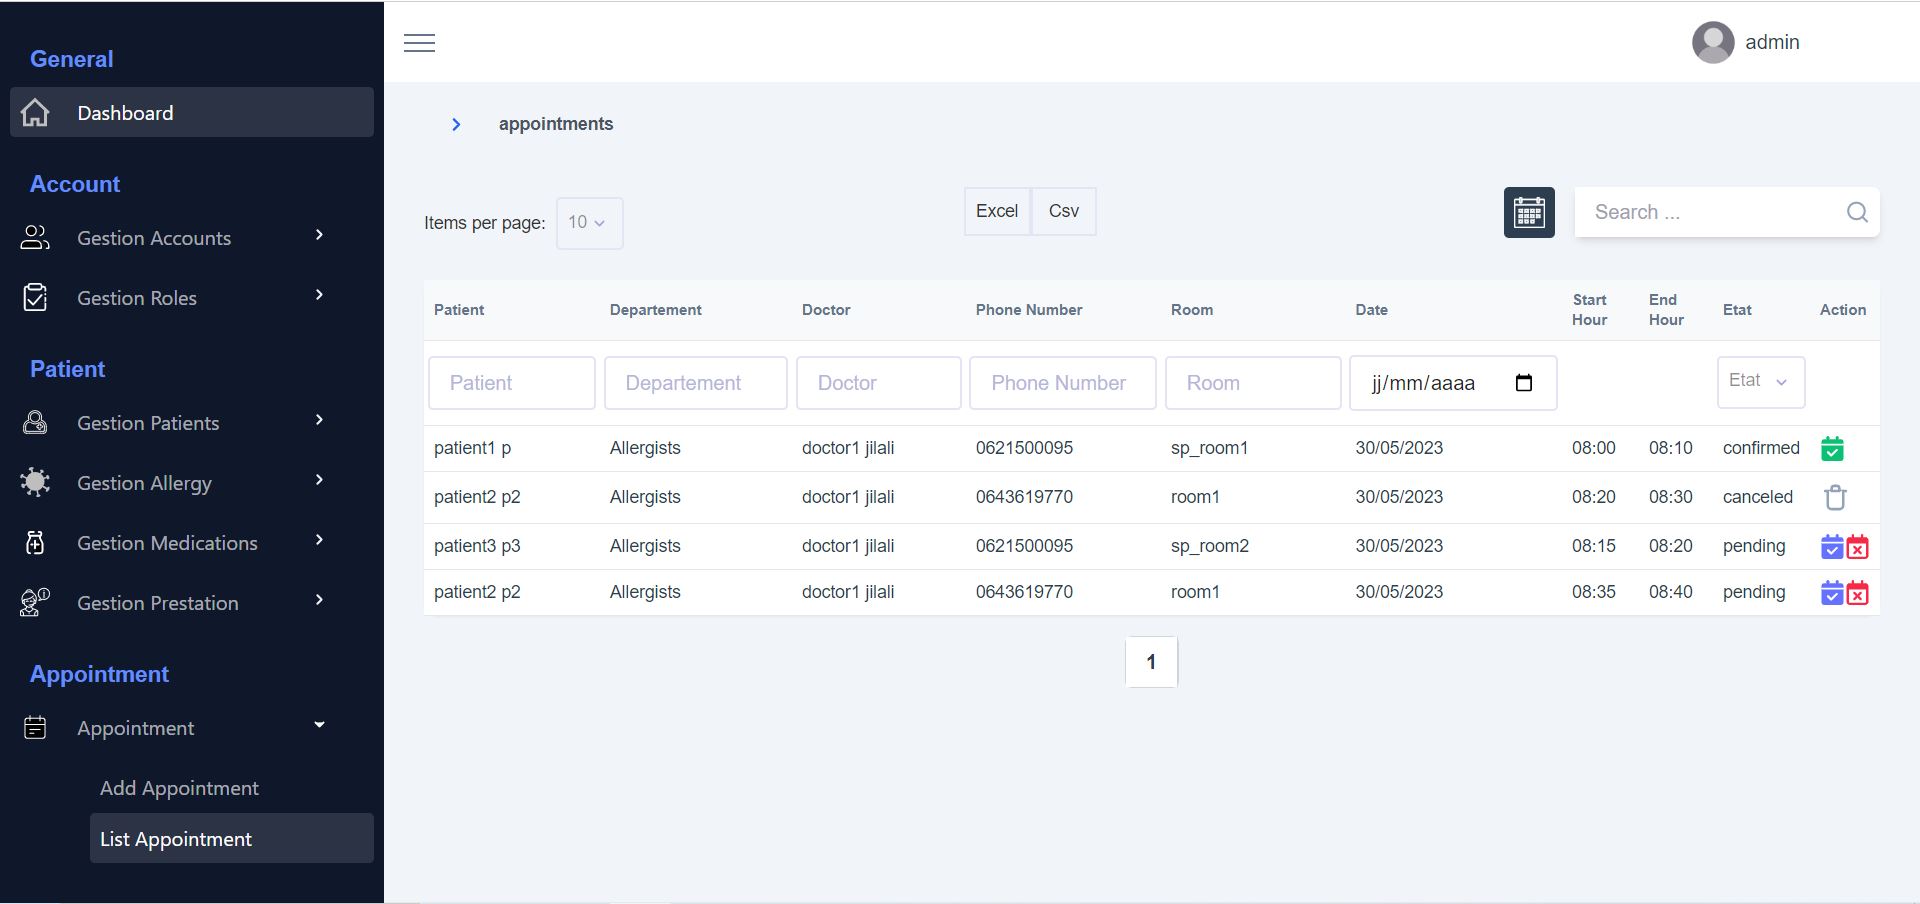 General
Dashboard
Account
Gestion Accounts
Gestion Roles
Patient
Gestion Patients
Gestion Allergy
Gestion Medications
Gestion Prestation
Appointment
Appointment
Add Appointment
List Appointment
admin
appointments
Items per page: 10
Excel Csv
Search ...
Patient Departement Doctor Phone Number Room Date Start Hour End Hour Etat Action
Patient Departement Doctor Phone Number Room jj/mm/aaaa Etat
patient1 p Allergists doctor1 jilali 0621500095 sp_room1 30/05/2023 08:00 08:10 confirmed
patient2 p2 Allergists doctor1 jilali 0643619770 room1 30/05/2023 08:20 08:30 canceled
patient3 p3 Allergists doctor1 jilali 0621500095 sp_room2 30/05/2023 08:15 08:20 pending
patient2 p2 Allergists doctor1 jilali 0643619770 room1 30/05/2023 08:35 08:40 pending
1